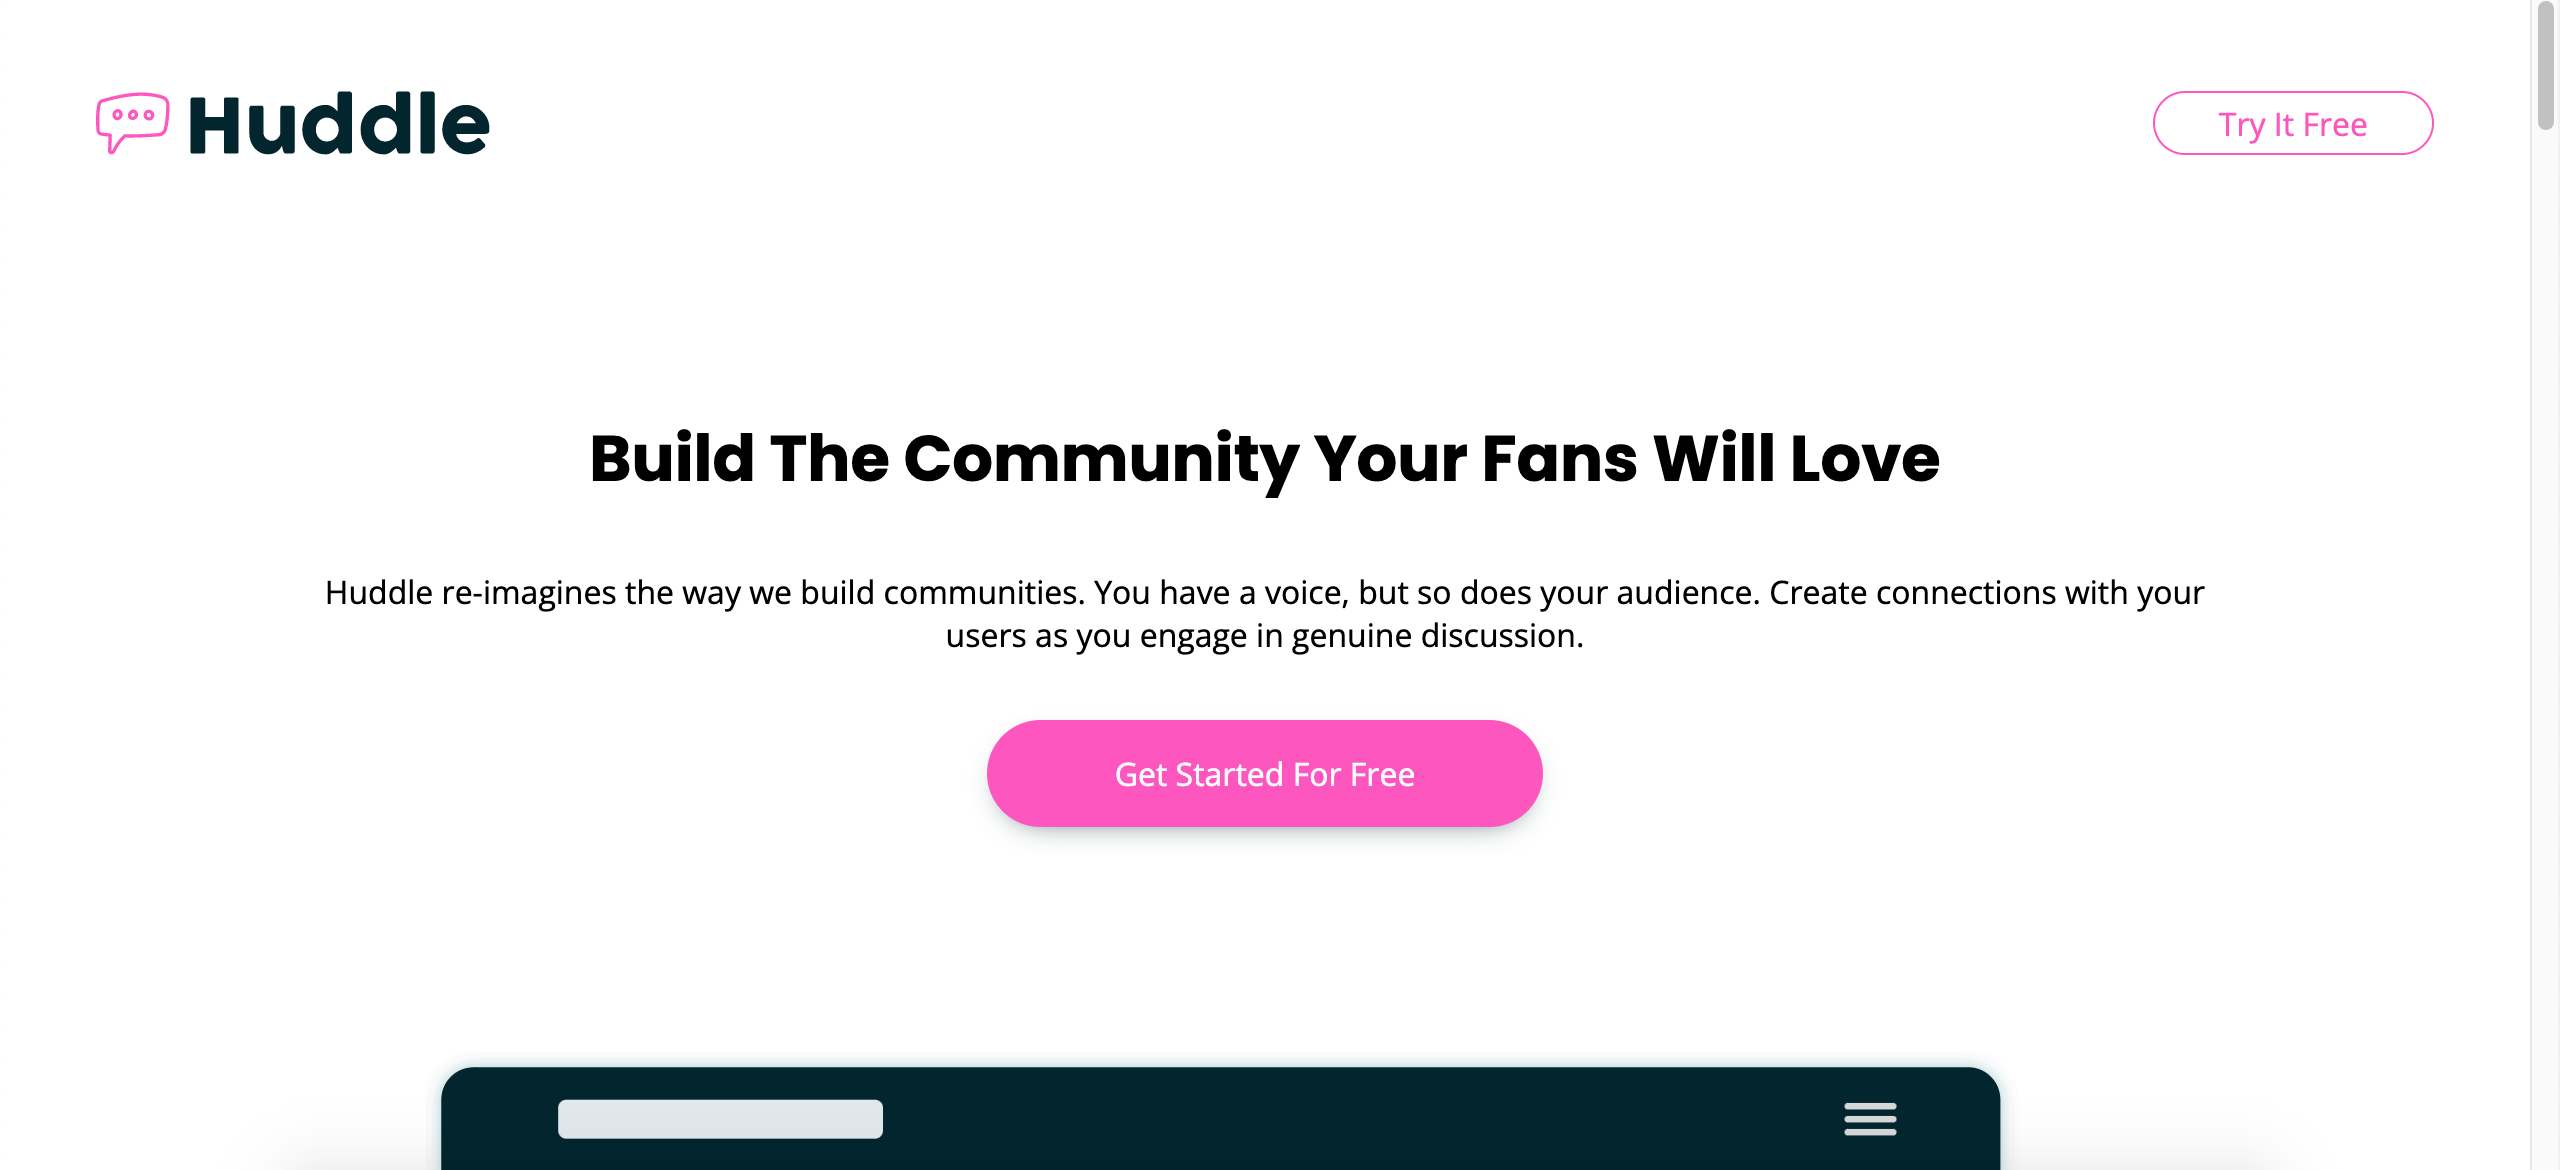 Huddle
Try It Free
Build The Community Your Fans Will Love
Huddle re-imagines the way we build communities. You have a voice, but so does your audience. Create connections with your
users as you engage in genuine discussion.
Get Started For Free